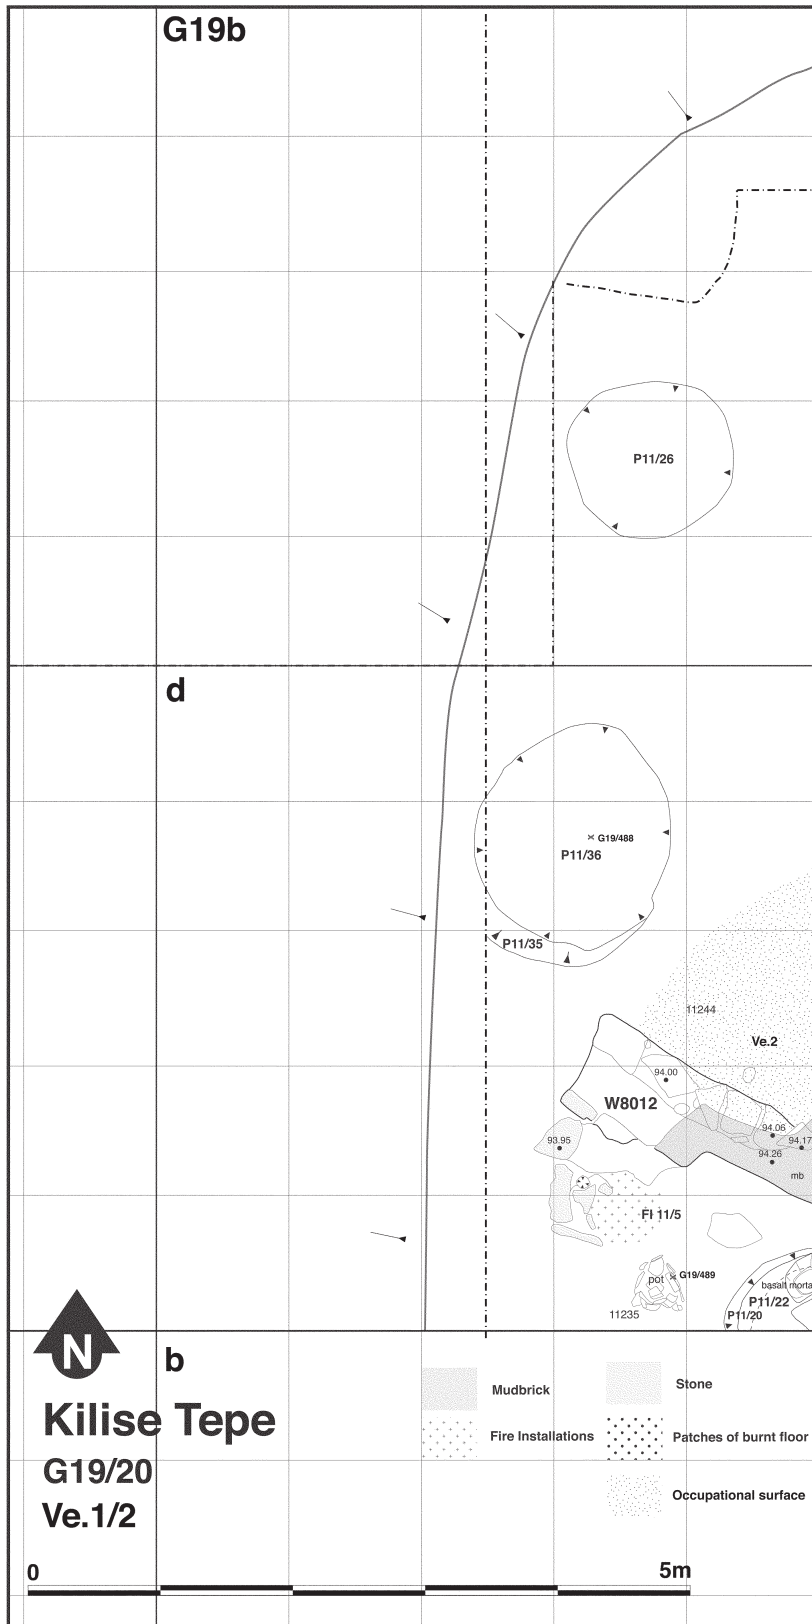 G19b
P11/26
d
G19/488
P11/36
P11/35
11244
Ve.2
94.00
W8012
94.06
93.95
94.17
94.26
mb
FI 11/5
G19/489
pot
basalt morta
P11/22
P11/20
11235
N
b
Mudbrick
Stone
Kilise Tepe
Fire Installations
Patches of burnt floor
G19/20
Occupational surface
Ve.1/2
0
5m